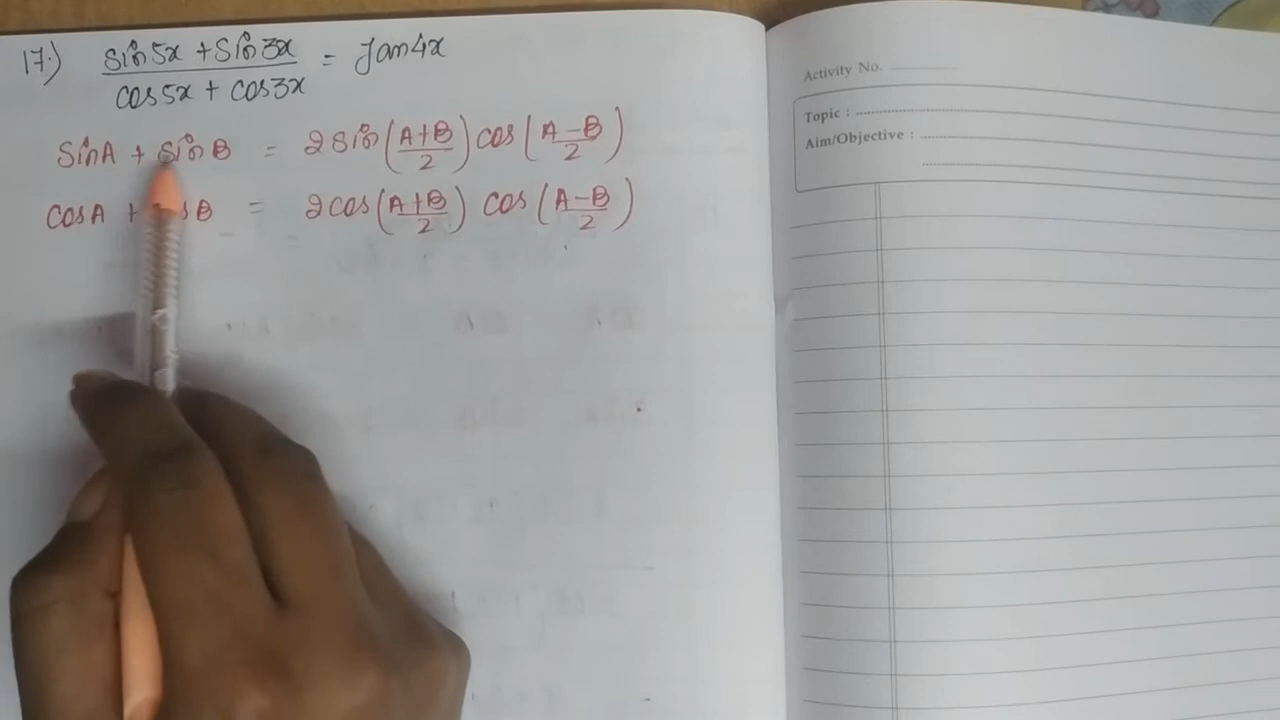 17.) (sin5x + sin3x)/(cos5x + cos3x) = Tan4x
sinA + sinB = 2sin((A+B)/2) cos((A-B)/2)
cosA + B = 2cos((A+B)/2) cos((A-B)/2)
Activity No.
Topic :
Aim/Objective :